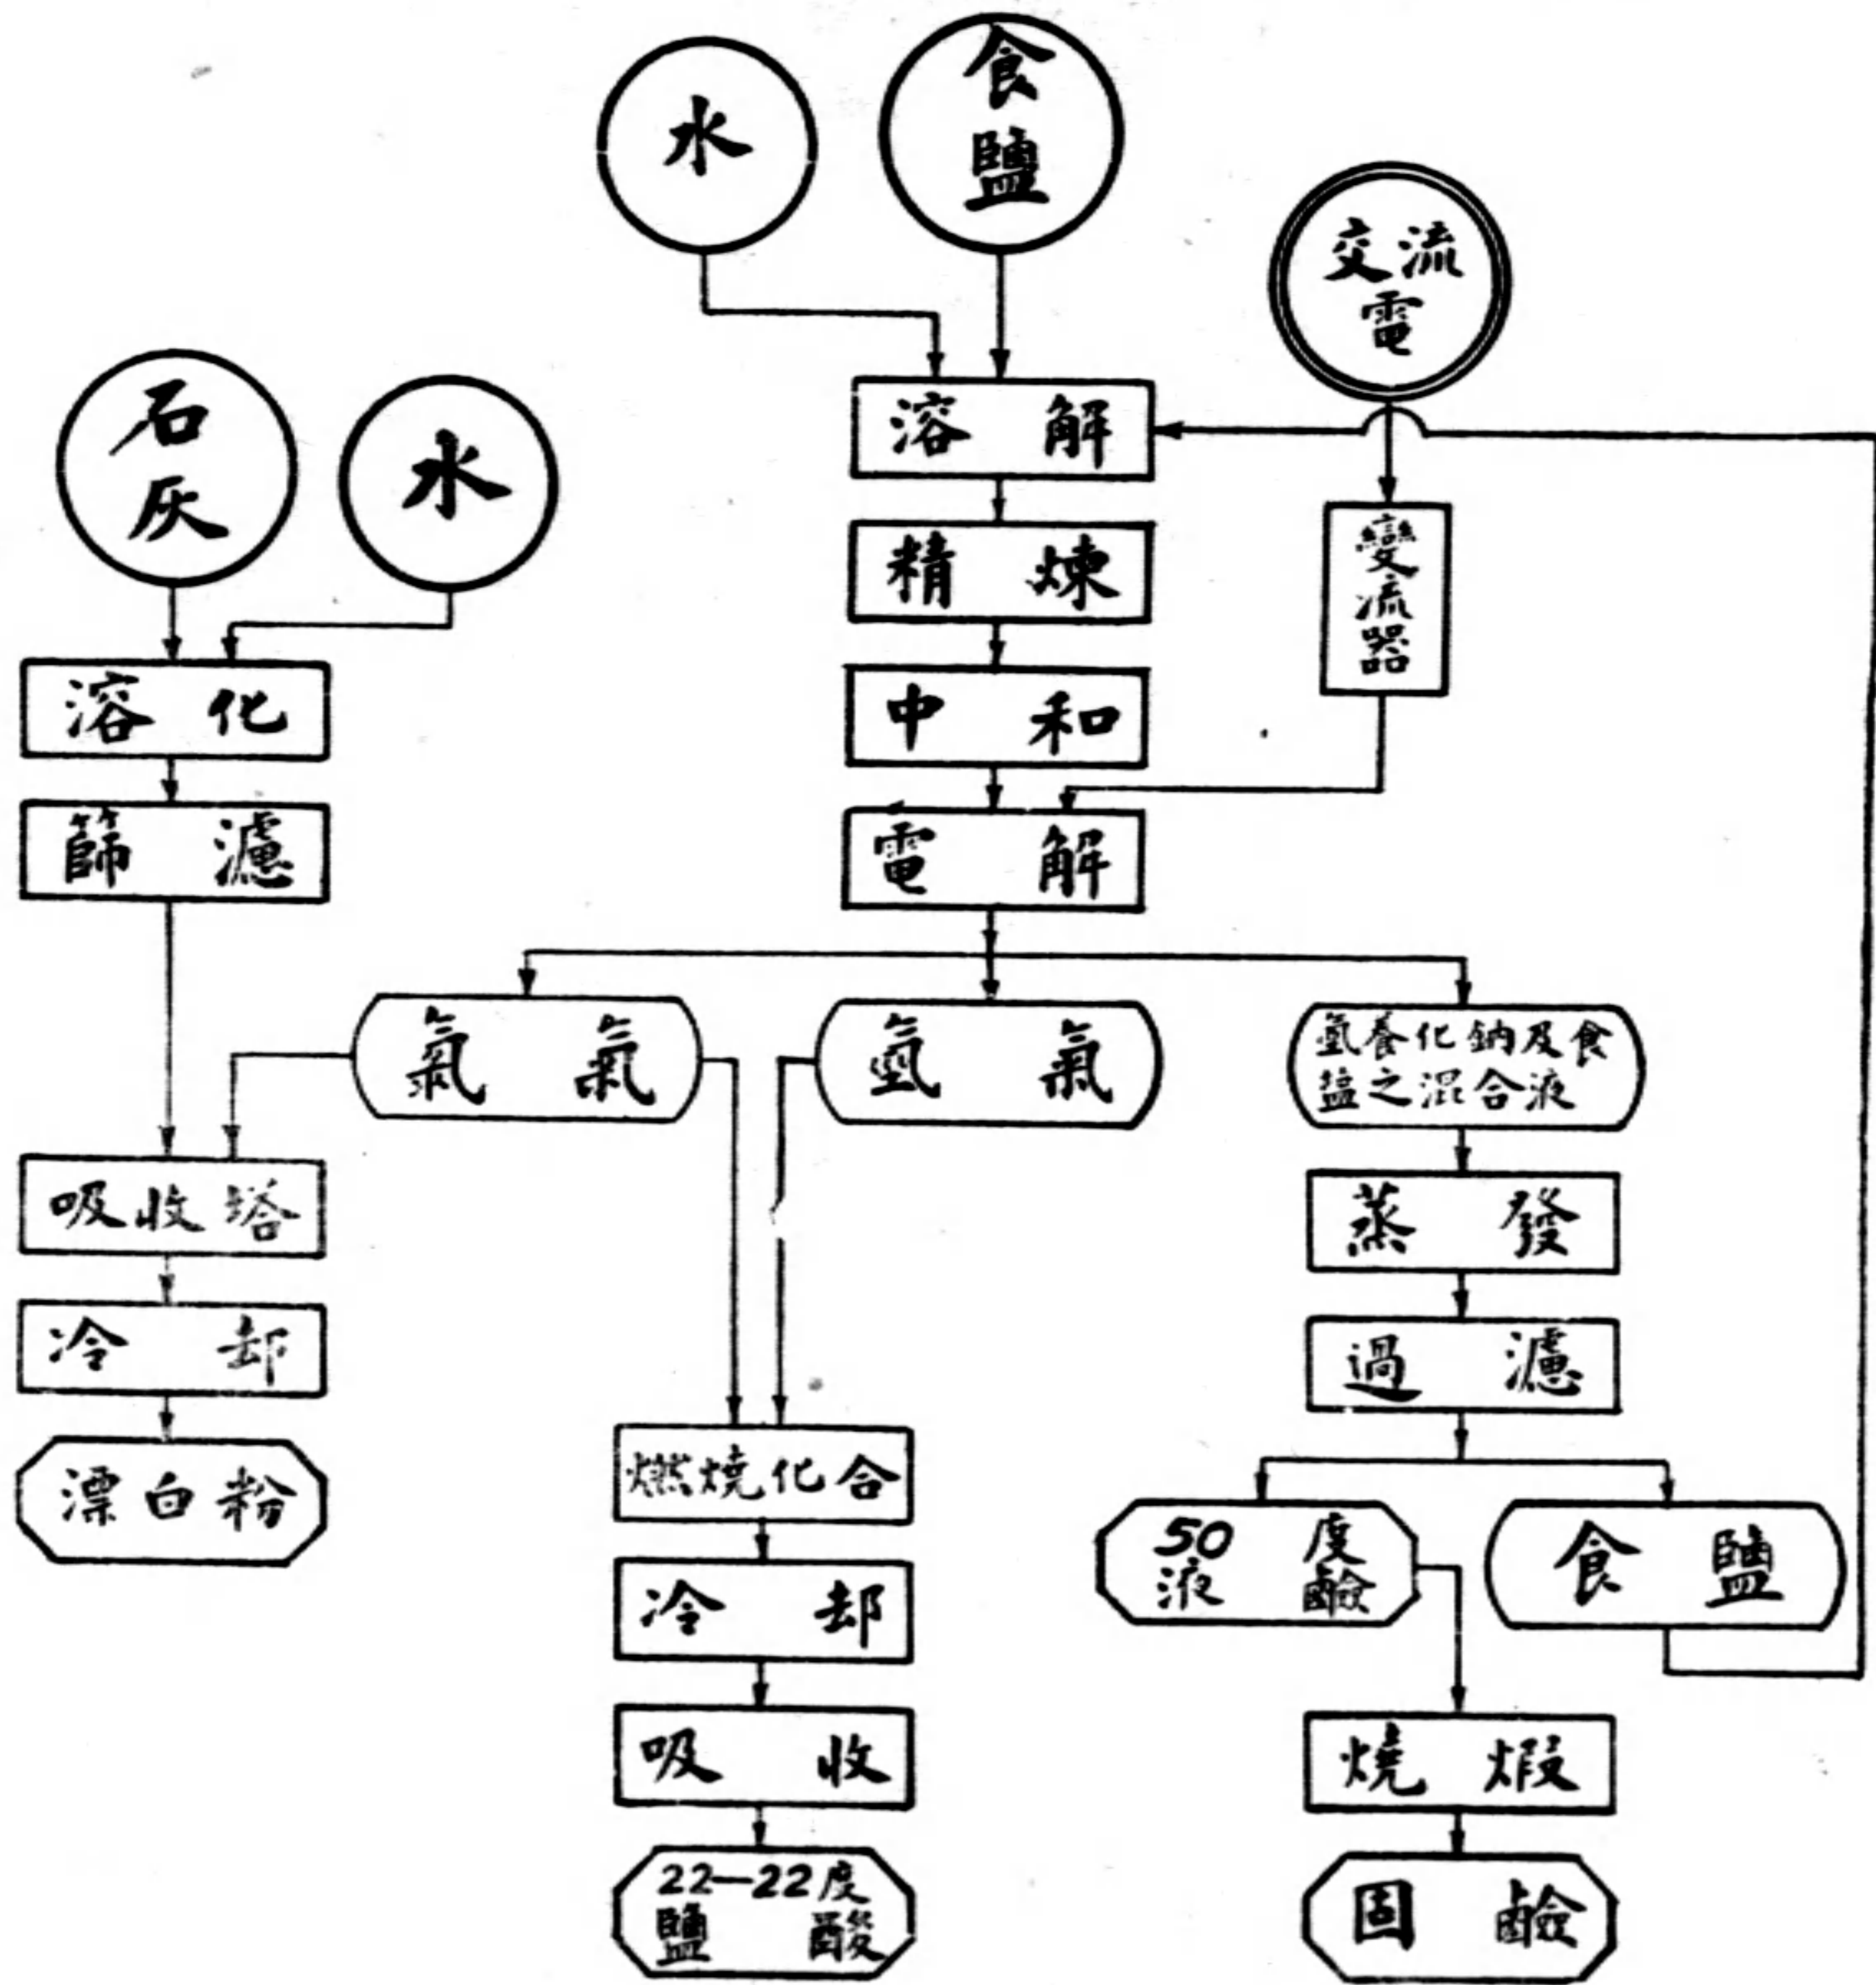 水
食
鹽
交流
電
石
灰
水
溶解
精煉
變
流
器
溶化
中和
篩濾
電解
氯氣
氫氣
氫養化鈉及食
盐之混合液
吸收塔
蒸發
冷却
過濾
漂白粉
燃燒化合
50度
液鹼
食鹽
冷却
吸收
燒煅
22—22度
鹽酸
固鹼